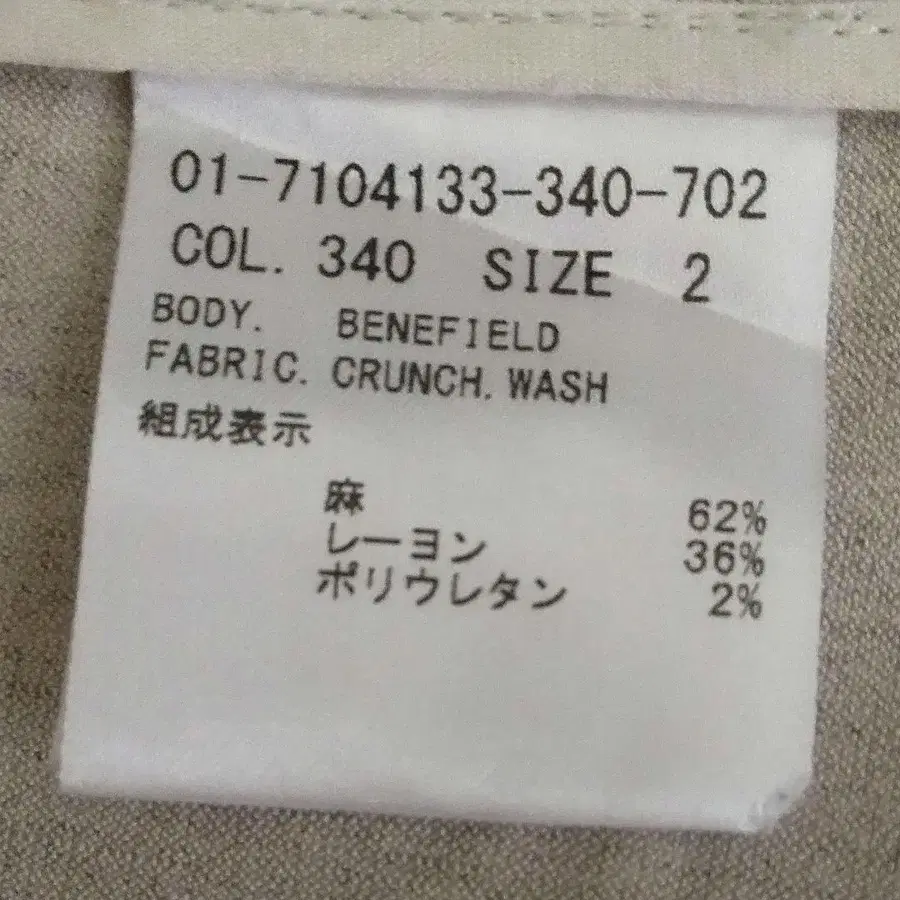 01-7104133-340-702
COL. 340 SIZE 2
BODY. BENEFIELD
FABRIC. CRUNCH. WASH
組成表示
麻 62%
レーヨン 36%
ポリウレタン 2%